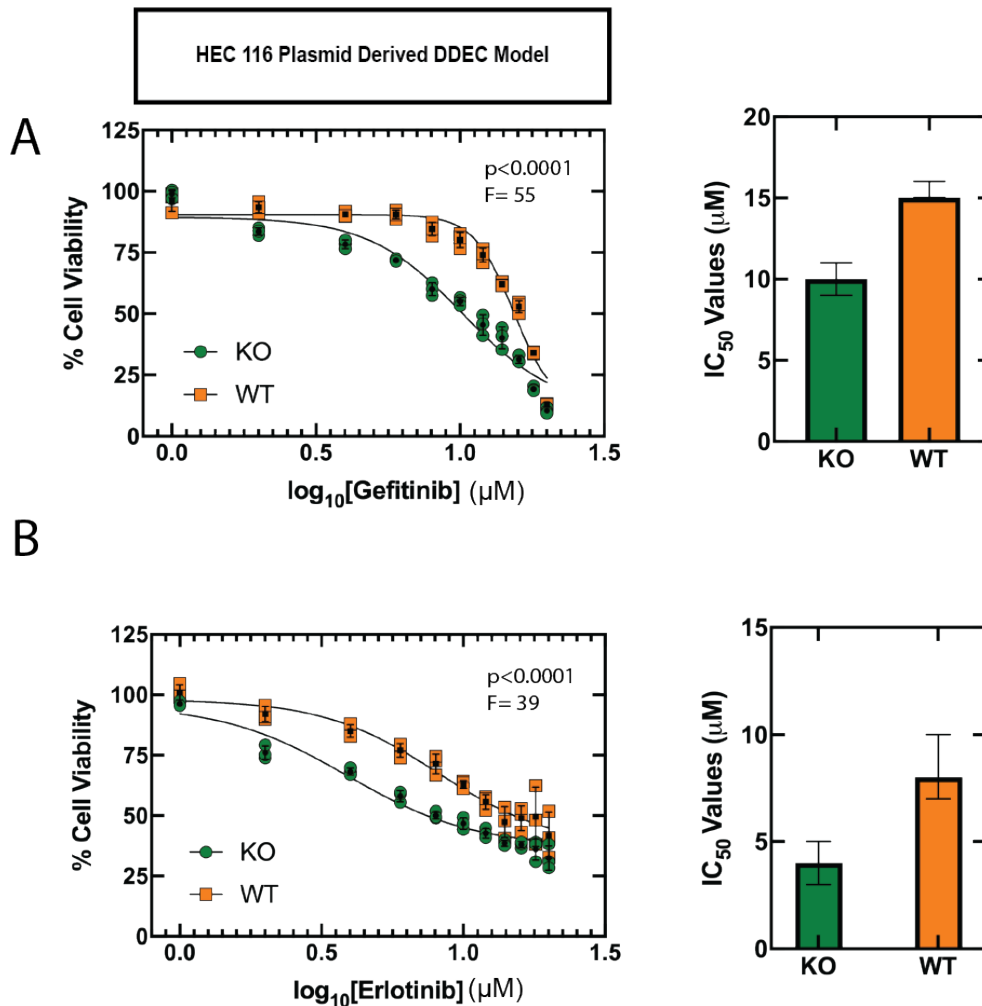 HEC 116 Plasmid Derived DDEC Model
A
125
100
75
50
25
0
% Cell Viability
p<0.0001
F= 55
KO
WT
0.0 0.5 1.0 1.5
log10[Gefitinib] (μM)
20
15
10
5
0
IC50 Values (μM)
KO WT
B
125
100
75
50
25
0
% Cell Viability
p<0.0001
F= 39
KO
WT
0.0 0.5 1.0 1.5
log10[Erlotinib] (μM)
15
10
5
0
IC50 Values (μM)
KO WT